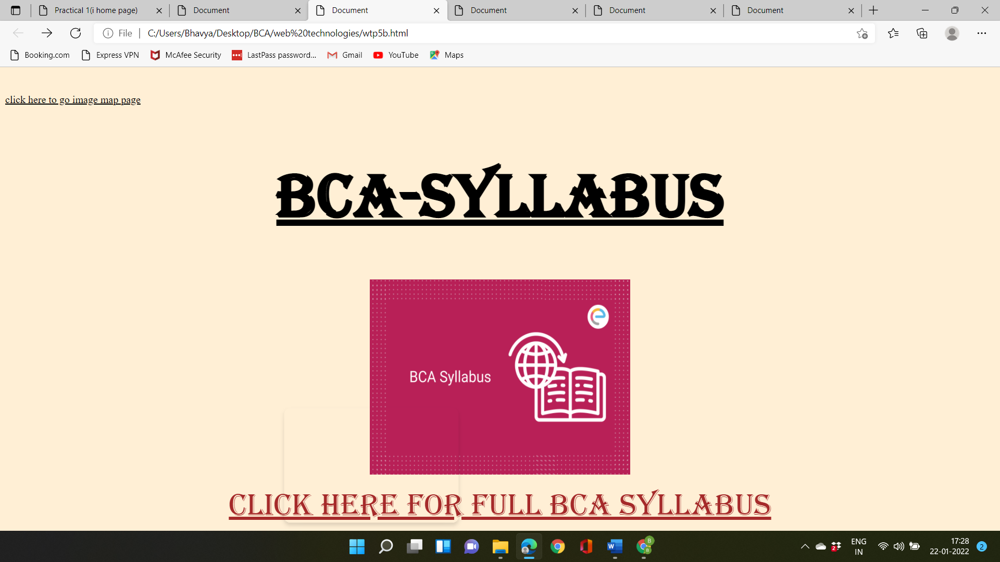 Practical 1(i home page)
Document
Document
Document
Document
Document
File
C:/Users/Bhavya/Desktop/BCA/web%20technologies/wtp5b.html
Booking.com
Express VPN
McAfee Security
LastPass password...
Gmail
YouTube
Maps
click here to go image map page
BCA-SYLLABUS
BCA Syllabus
CLICK HERE FOR FULL BCA SYLLABUS
2
ENG
IN
17:28
22-01-2022
2